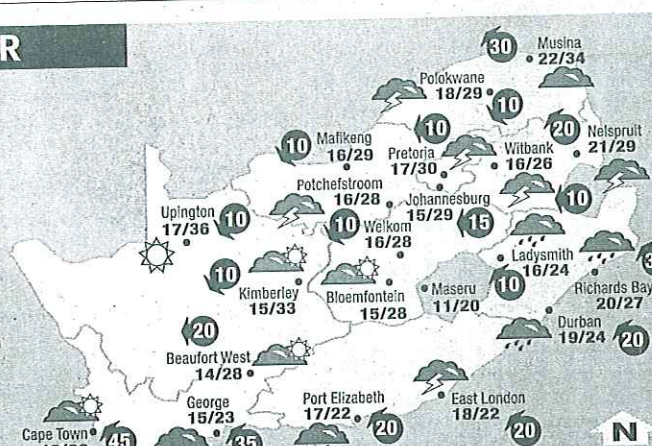 R
30
Musina
22/34
Polokwane
18/29
10
10
20
Nelspruit
21/29
10
Mafikeng
16/29
Pretoria
17/30
Witbank
16/26
Potchefstroom
16/28
Johannesburg
15/29
10
Upington
17/36
10
10
Welkom
16/28
15
Ladysmith
16/24
10
Kimberley
15/33
Bloemfontein
15/28
Maseru
11/20
10
Richards Bay
20/27
Durban
19/24
20
20
Beaufort West
14/28
George
15/23
Port Elizabeth
17/22
East London
18/22
20
20
Cape Town
45
35
N